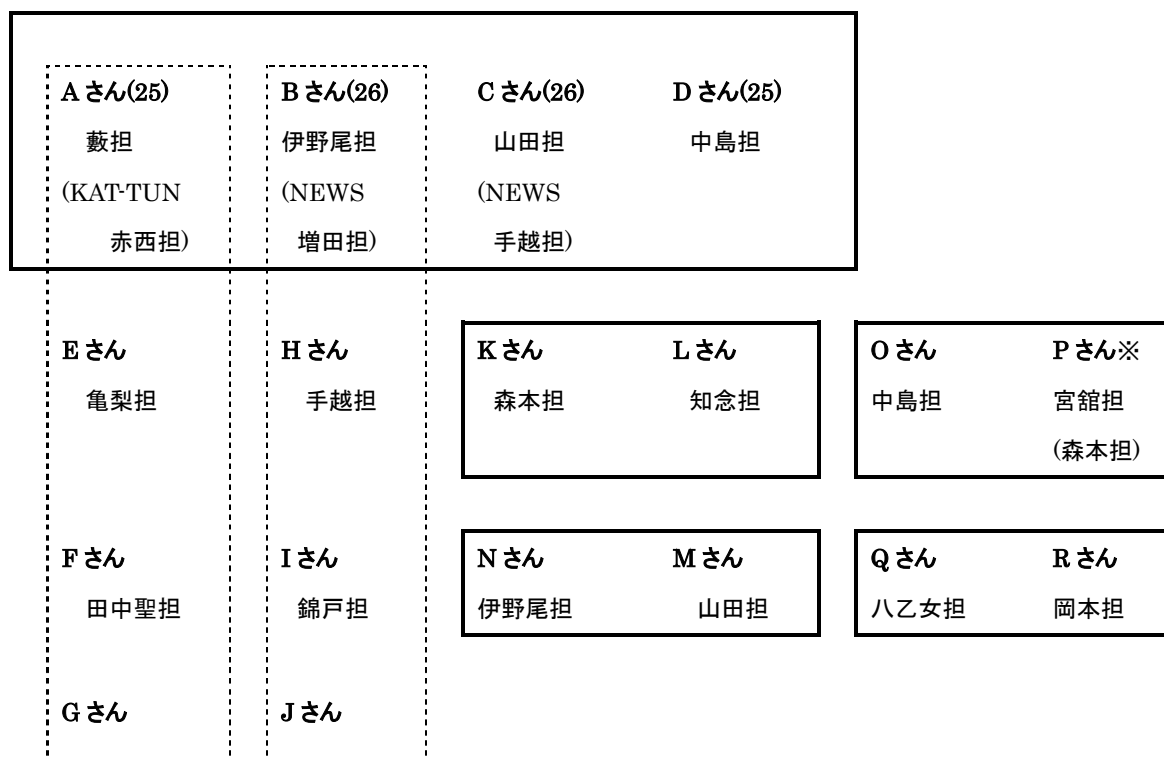 Aさん(25) Bさん(26) Cさん(26) Dさん(25)
藪担 伊野尾担 山田担 中島担
(KAT-TUN (NEWS (NEWS
赤西担) 増田担) 手越担)
Eさん Hさん Kさん Lさん Oさん Pさん※
亀梨担 手越担 森本担 知念担 中島担 宮舘担
(森本担)
Fさん Iさん Nさん Mさん Qさん Rさん
田中聖担 錦戸担 伊野尾担 山田担 八乙女担 岡本担
Gさん Jさん